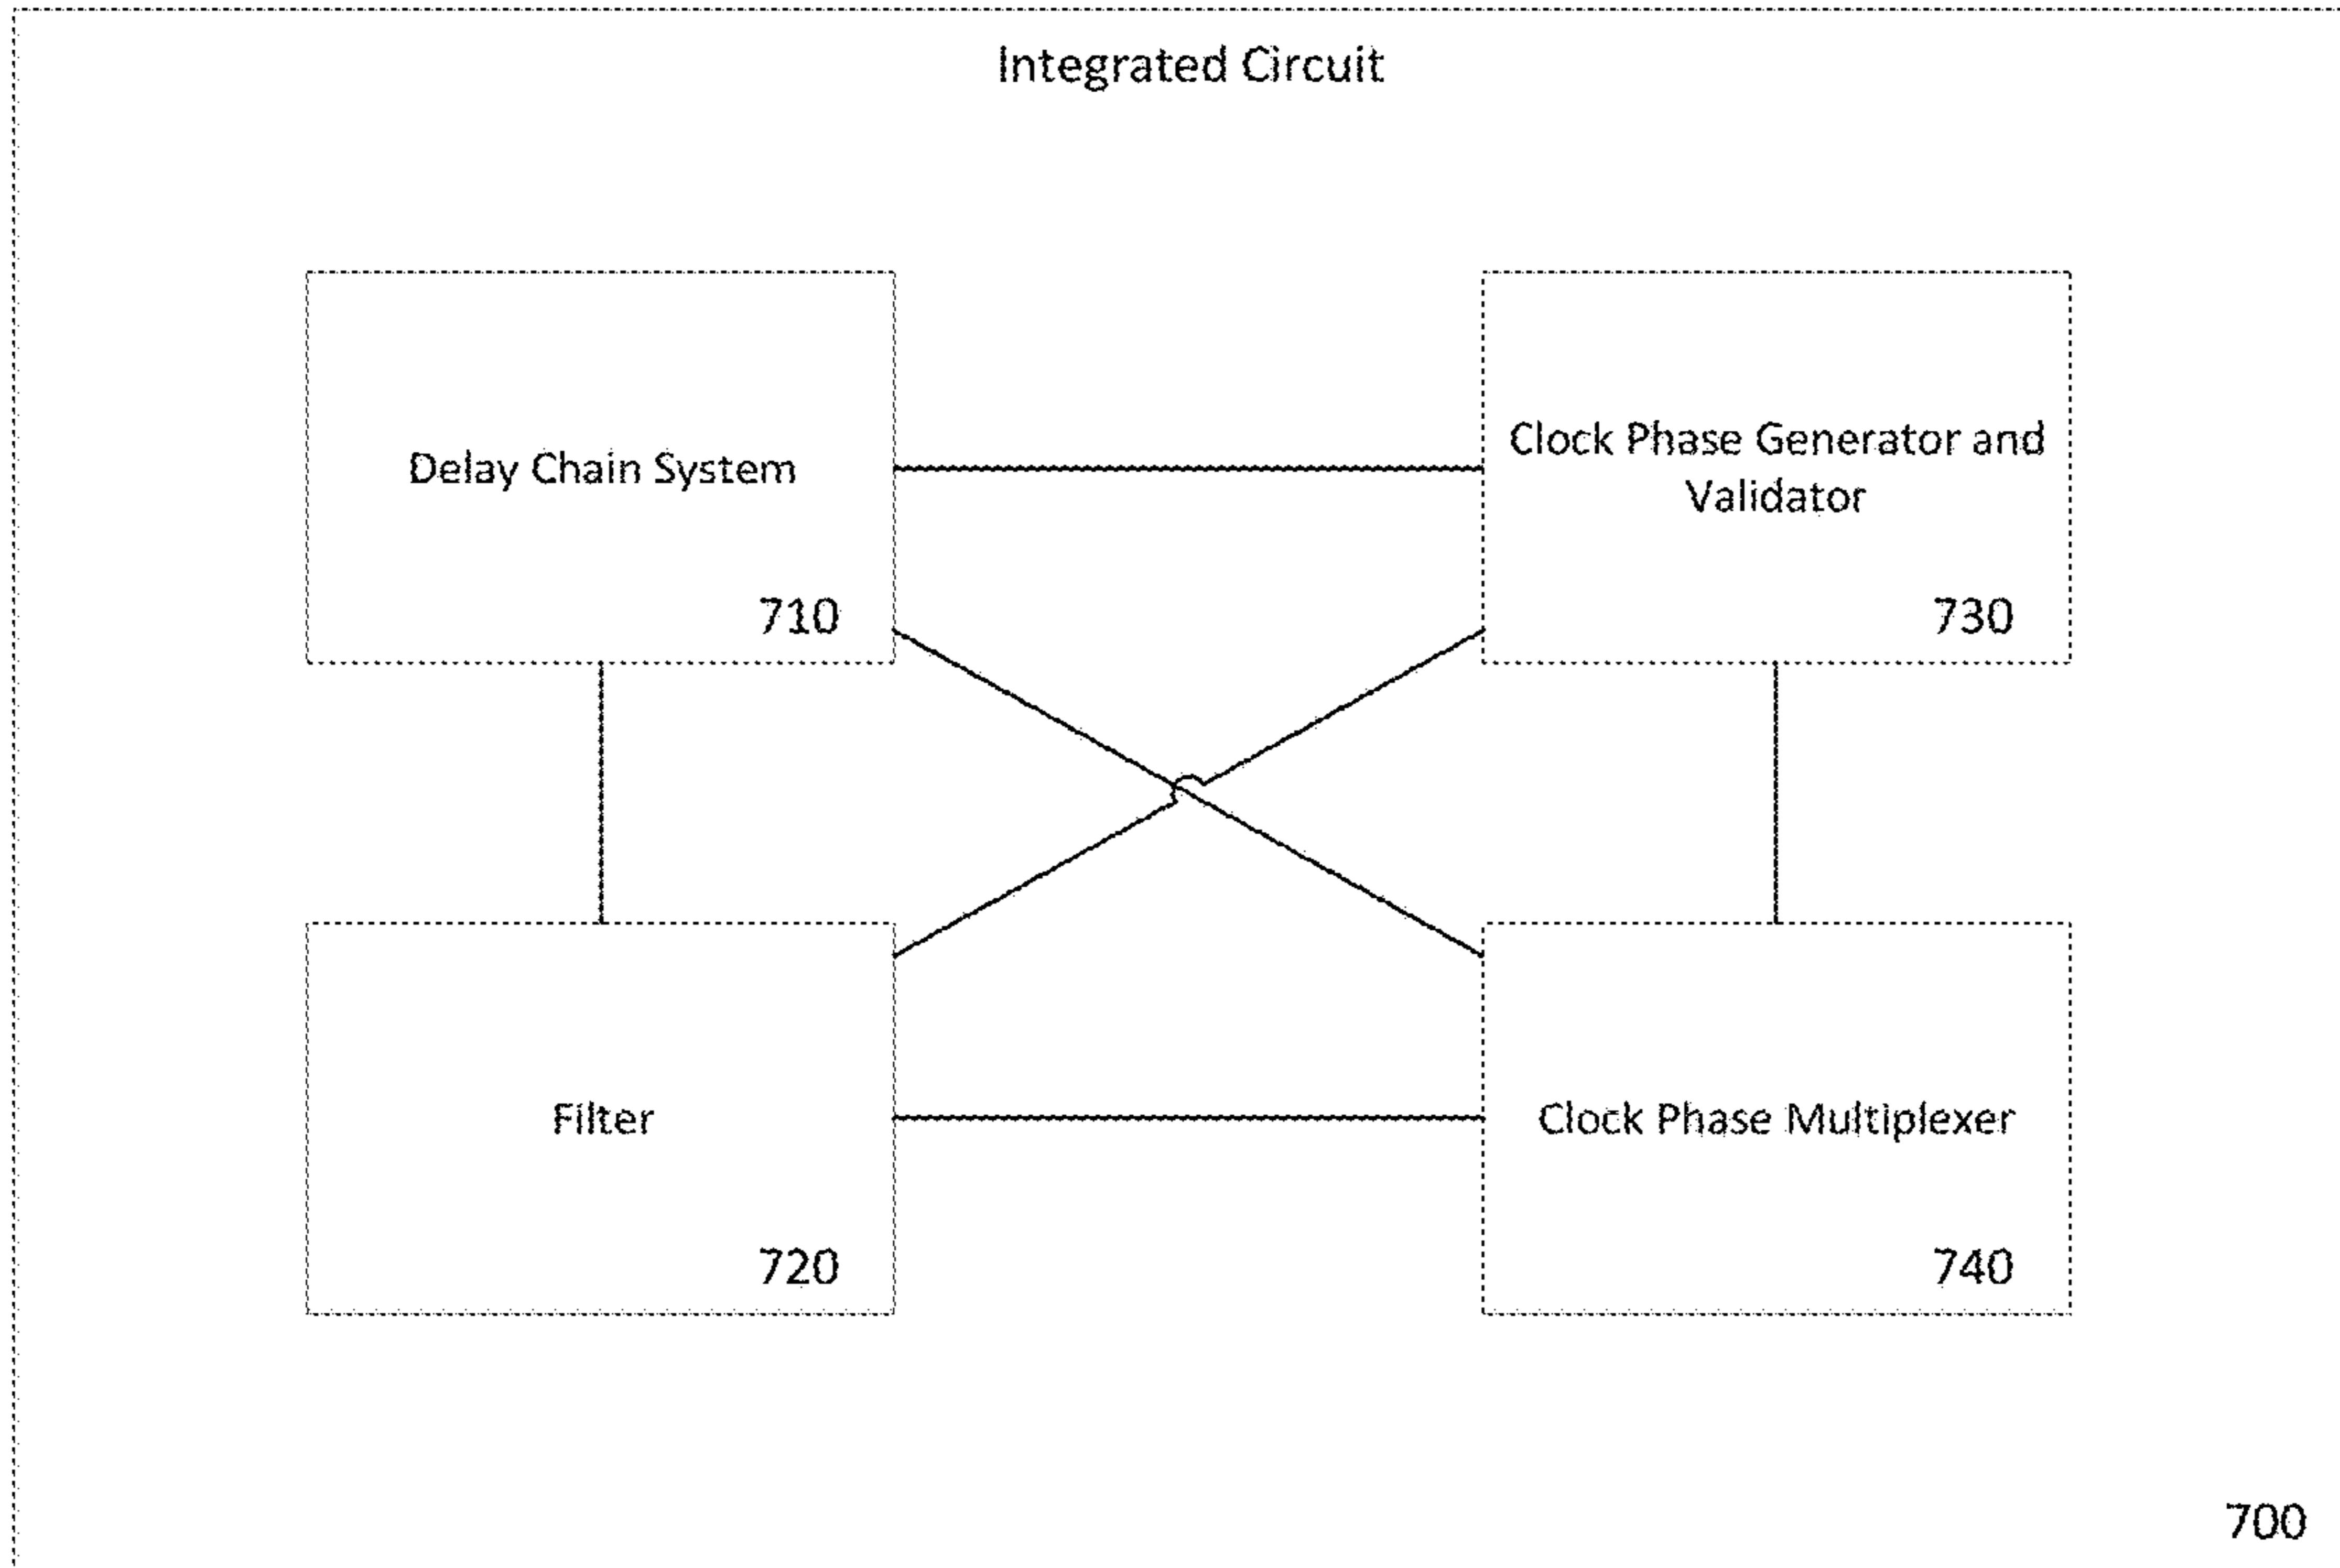 Integrated Circuit
Delay Chain System
710
Clock Phase Generator and
Validator
730
Filter
720
Clock Phase Multiplexer
740
700